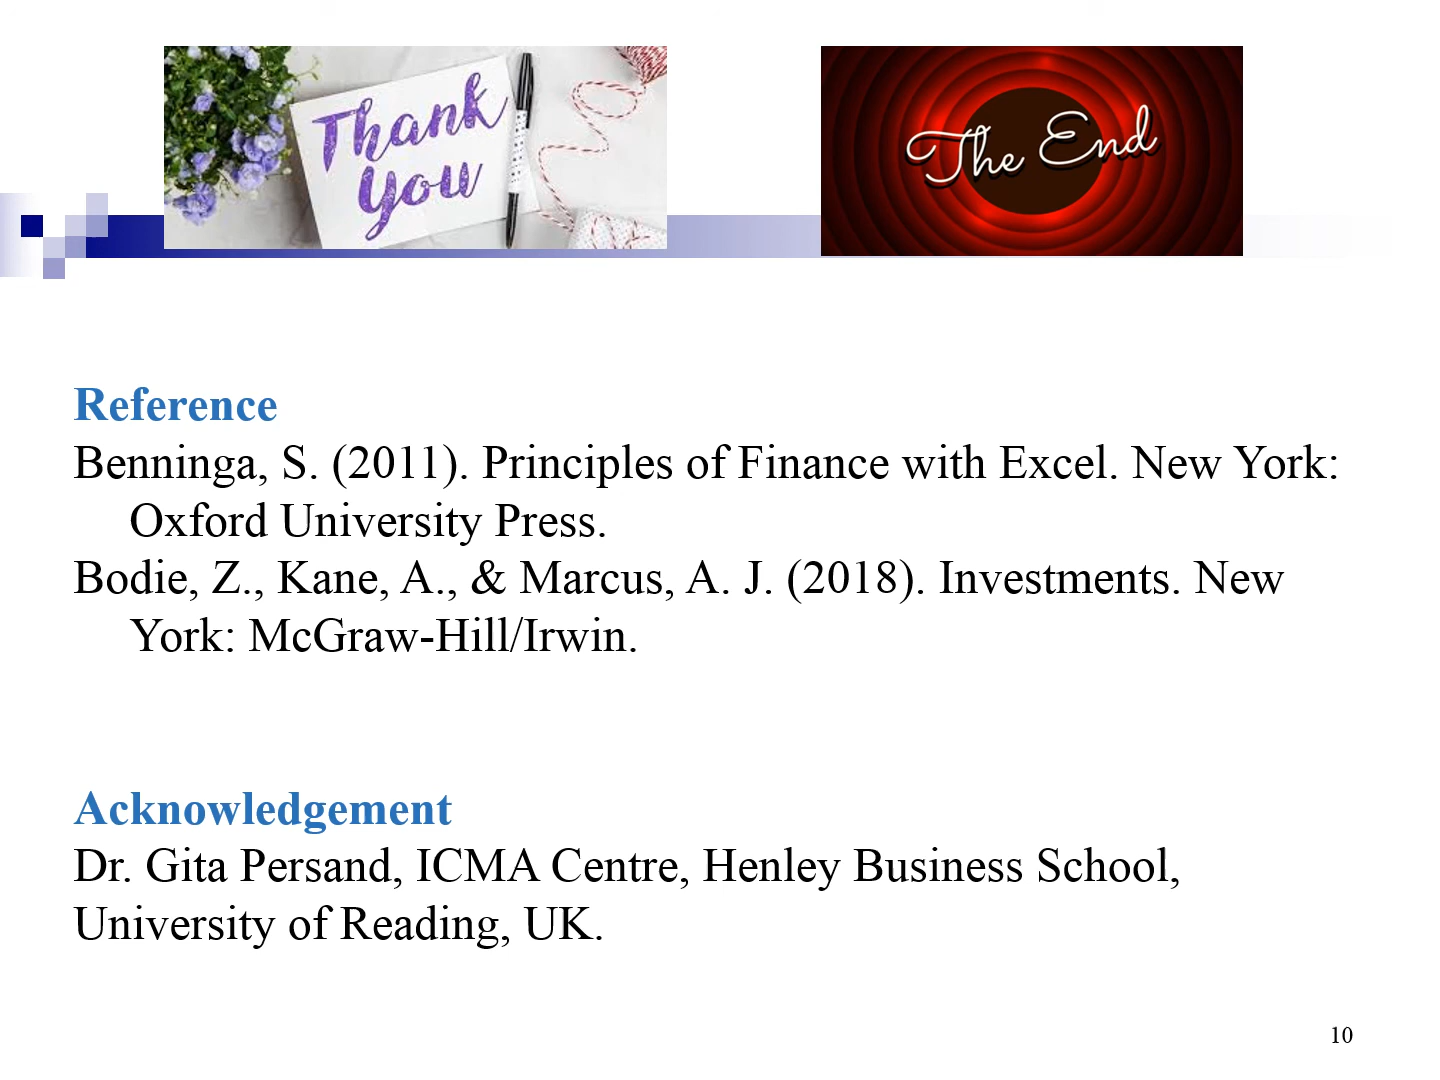 Thank
you
The End
Reference
Benninga, S. (2011). Principles of Finance with Excel. New York:
Oxford University Press.
Bodie, Z., Kane, A., & Marcus, A. J. (2018). Investments. New
York: McGraw-Hill/Irwin.
Acknowledgement
Dr. Gita Persand, ICMA Centre, Henley Business School,
University of Reading, UK.
10